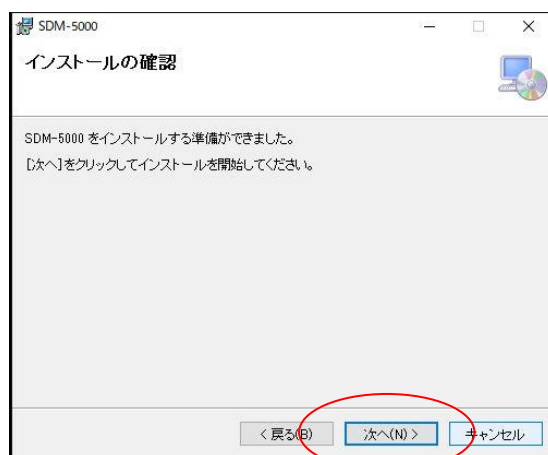 SDM-5000
インストールの確認
SDM-5000 をインストールする準備ができました。
[次へ]をクリックしてインストールを開始してください。
< 戻る(B) 次へ(N) > キャンセル